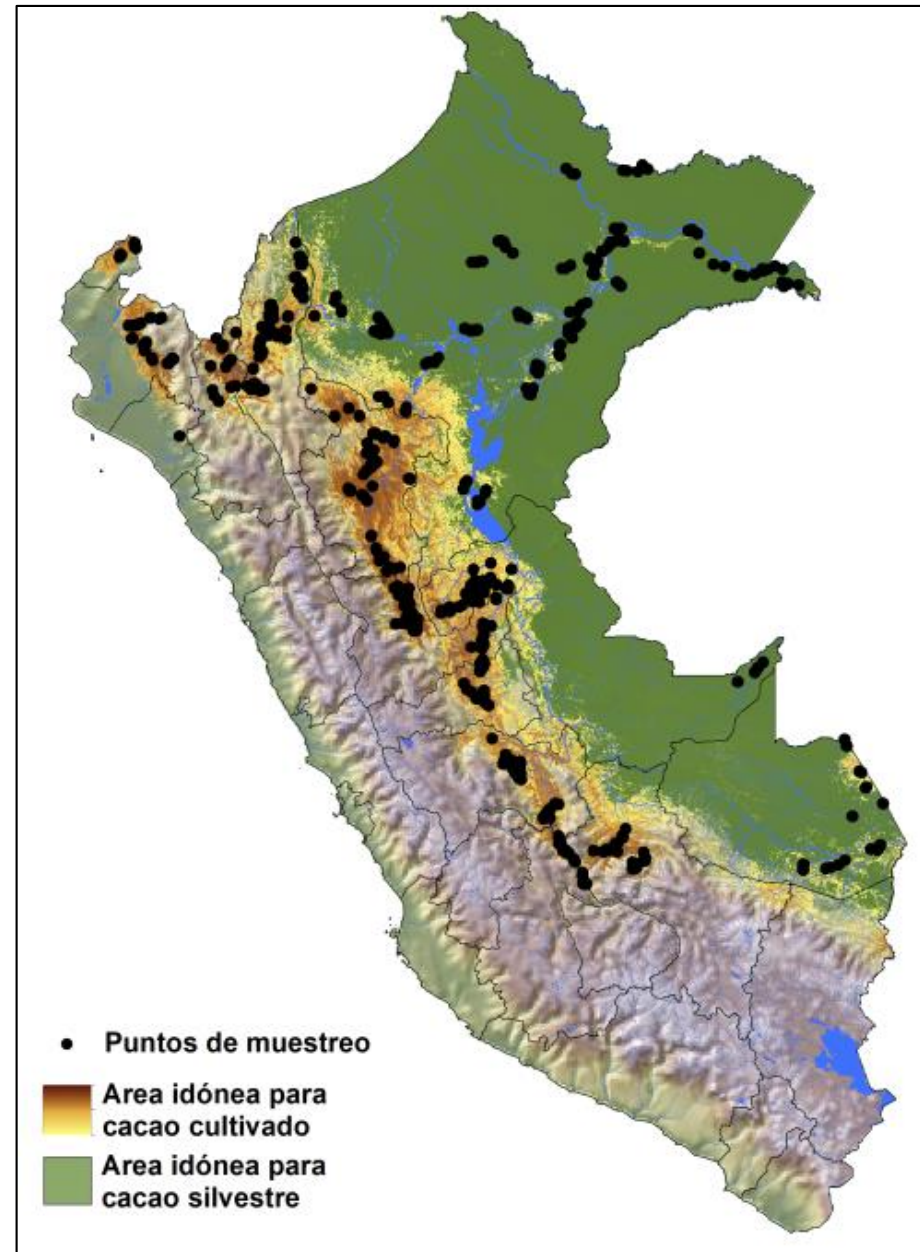 Puntos de muestreo
Area idónea para
cacao cultivado
Area idónea para
cacao silvestre